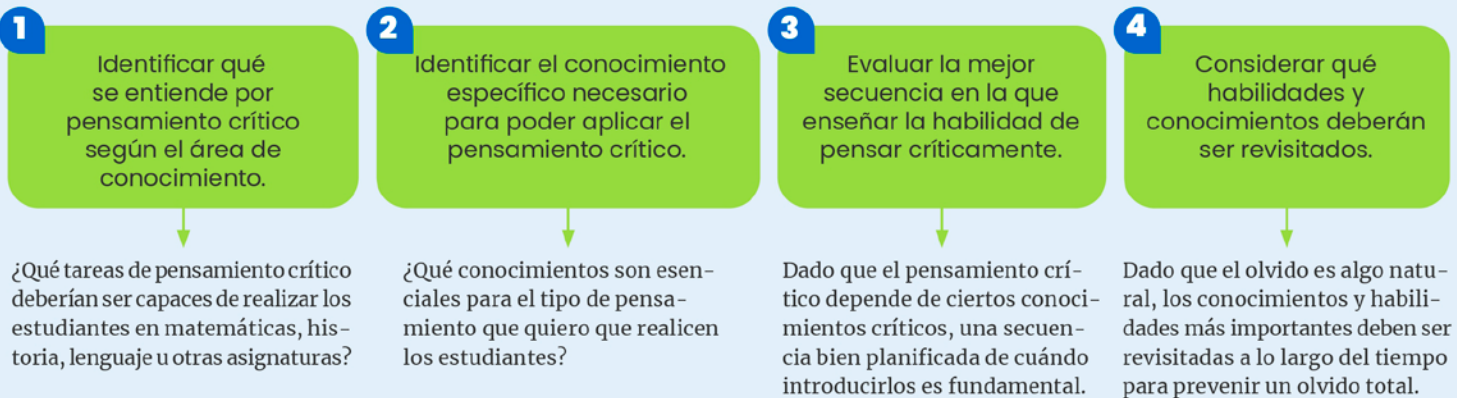 1
Identificar qué
se entiende por
pensamiento crítico
según el área de
conocimiento.
¿Qué tareas de pensamiento crítico
deberían ser capaces de realizar los
estudiantes en matemáticas, his-
toria, lenguaje u otras asignaturas?
2
Identificar el conocimiento
específico necesario
para poder aplicar el
pensamiento crítico.
¿Qué conocimientos son esen-
ciales para el tipo de pensa-
miento que quiero que realicen
los estudiantes?
3
Evaluar la mejor
secuencia en la que
enseñar la habilidad de
pensar críticamente.
Dado que el pensamiento crí-
tico depende de ciertos conoci-
mientos críticos, una secuen-
cia bien planificada de cuándo
introducirlos es fundamental.
4
Considerar qué
habilidades y
conocimientos deberán
ser revisitados.
Dado que el olvido es algo natu-
ral, los conocimientos y habili-
dades más importantes deben ser
revisitadas a lo largo del tiempo
para prevenir un olvido total.